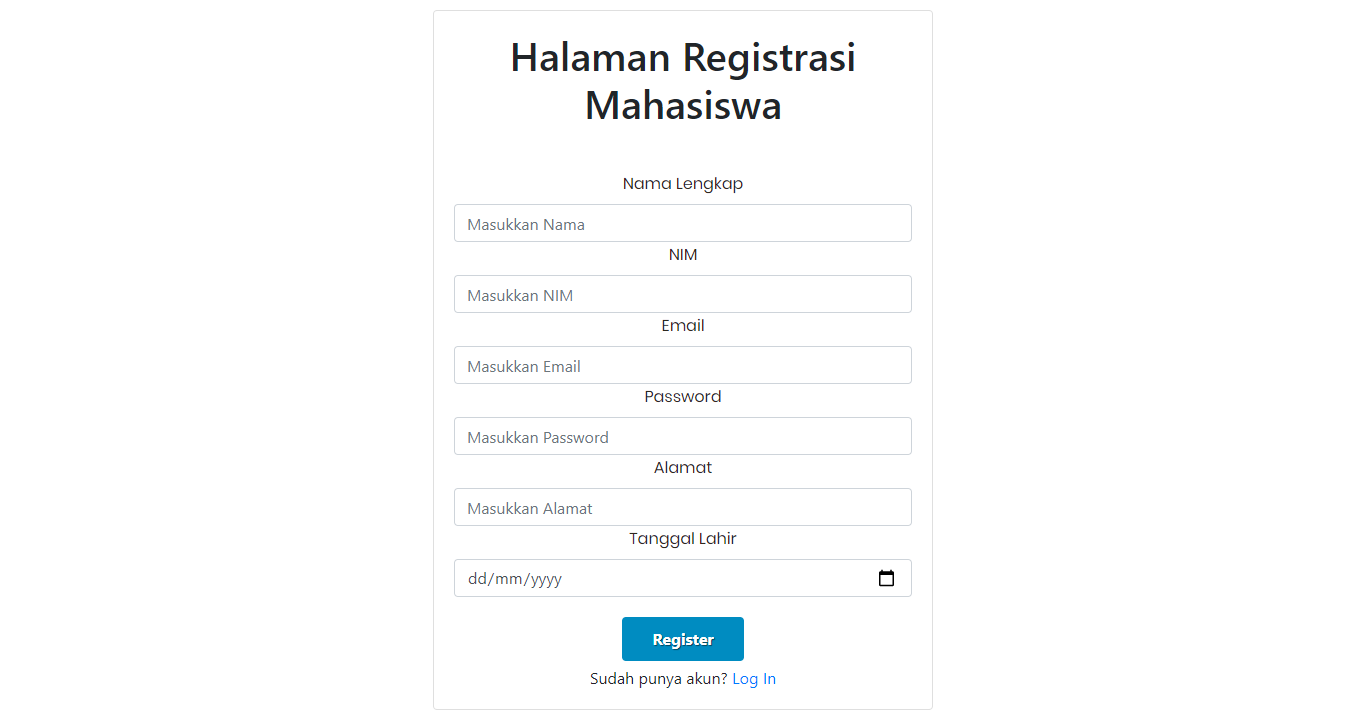 Halaman Registrasi
Mahasiswa
Nama Lengkap
Masukkan Nama
NIM
Masukkan NIM
Email
Masukkan Email
Password
Masukkan Password
Alamat
Masukkan Alamat
Tanggal Lahir
dd/mm/yyyy
Register
Sudah punya akun? Log In